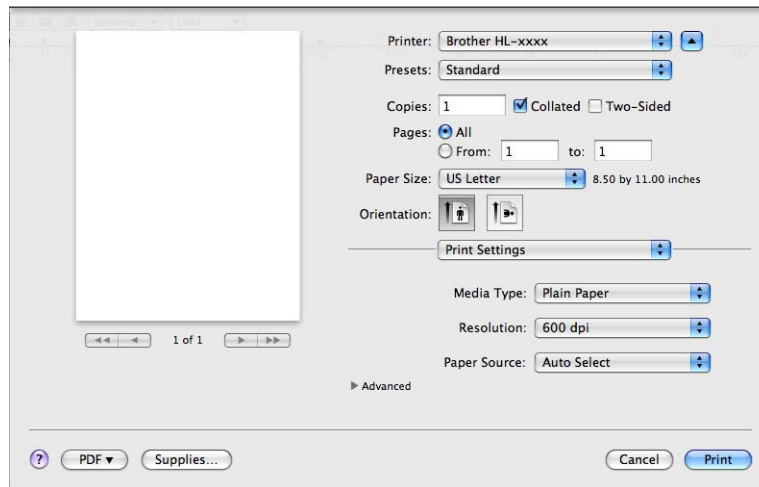 Printer: Brother HL-xxxx
Presets: Standard
Copies: 1 Collated Two-Sided
Pages: All
From: 1 to: 1
Paper Size: US Letter 8.50 by 11.00 inches
Orientation:
Print Settings
Media Type: Plain Paper
1 of 1
Resolution: 600 dpi
Paper Source: Auto Select
Advanced
? PDF Supplies... Cancel Print